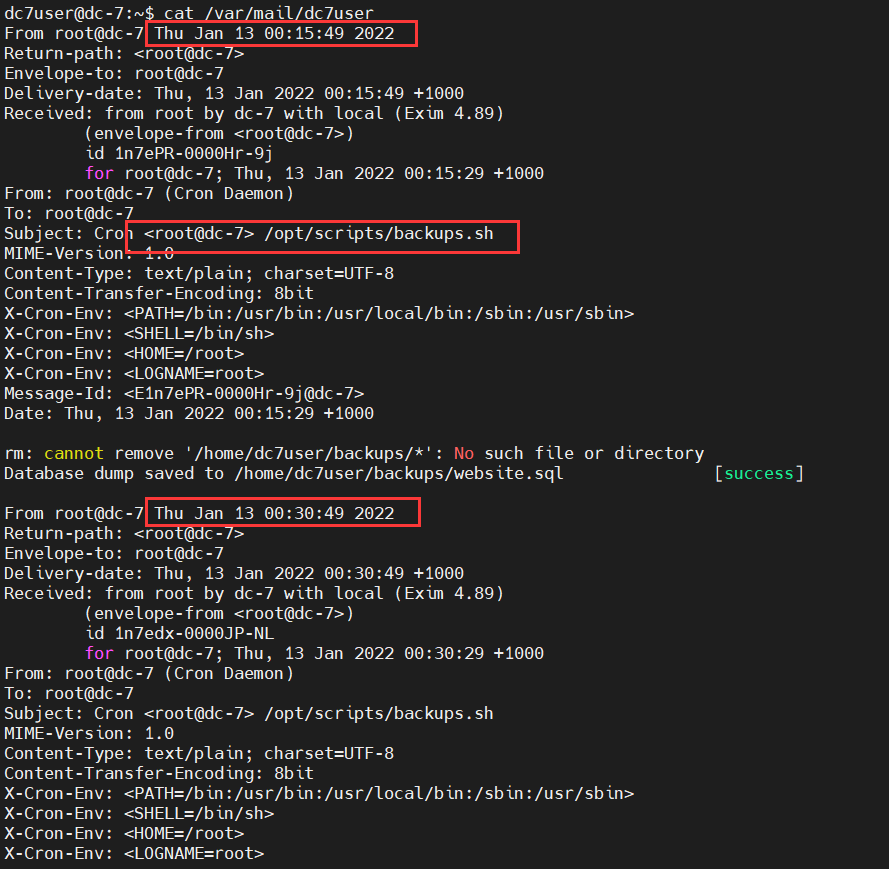 dc7user@dc-7:~$ cat /var/mail/dc7user
From root@dc-7 Thu Jan 13 00:15:49 2022
Return-path: <root@dc-7>
Envelope-to: root@dc-7
Delivery-date: Thu, 13 Jan 2022 00:15:49 +1000
Received: from root by dc-7 with local (Exim 4.89)
        (envelope-from <root@dc-7>)
        id 1n7ePR-0000Hr-9j
        for root@dc-7; Thu, 13 Jan 2022 00:15:29 +1000
From: root@dc-7 (Cron Daemon)
To: root@dc-7
Subject: Cron <root@dc-7> /opt/scripts/backups.sh
MIME-Version: 1.0
Content-Type: text/plain; charset=UTF-8
Content-Transfer-Encoding: 8bit
X-Cron-Env: <PATH=/bin:/usr/bin:/usr/local/bin:/sbin:/usr/sbin>
X-Cron-Env: <SHELL=/bin/sh>
X-Cron-Env: <HOME=/root>
X-Cron-Env: <LOGNAME=root>
Message-Id: <E1n7ePR-0000Hr-9j@dc-7>
Date: Thu, 13 Jan 2022 00:15:29 +1000

rm: cannot remove '/home/dc7user/backups/*': No such file or directory
Database dump saved to /home/dc7user/backups/website.sql               [success]

From root@dc-7 Thu Jan 13 00:30:49 2022
Return-path: <root@dc-7>
Envelope-to: root@dc-7
Delivery-date: Thu, 13 Jan 2022 00:30:49 +1000
Received: from root by dc-7 with local (Exim 4.89)
        (envelope-from <root@dc-7>)
        id 1n7edx-0000JP-NL
        for root@dc-7; Thu, 13 Jan 2022 00:30:29 +1000
From: root@dc-7 (Cron Daemon)
To: root@dc-7
Subject: Cron <root@dc-7> /opt/scripts/backups.sh
MIME-Version: 1.0
Content-Type: text/plain; charset=UTF-8
Content-Transfer-Encoding: 8bit
X-Cron-Env: <PATH=/bin:/usr/bin:/usr/local/bin:/sbin:/usr/sbin>
X-Cron-Env: <SHELL=/bin/sh>
X-Cron-Env: <HOME=/root>
X-Cron-Env: <LOGNAME=root>